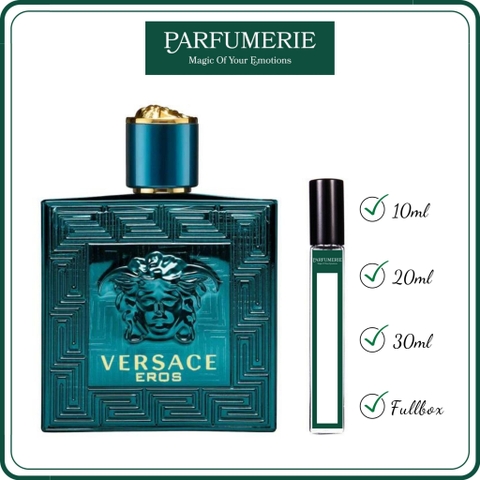 PARFUMERIE
Magic Of Your Emotions
VERSACE
EROS
PARFUMERIE
10ml
20ml
30ml
Fullbox